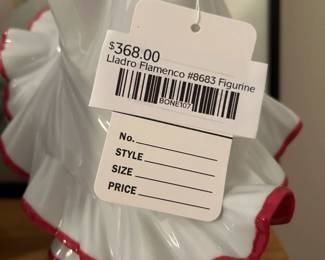 $368.00
Lladro Flamenco #8683 Figurine
BONE107
No.
STYLE
SIZE
PRICE